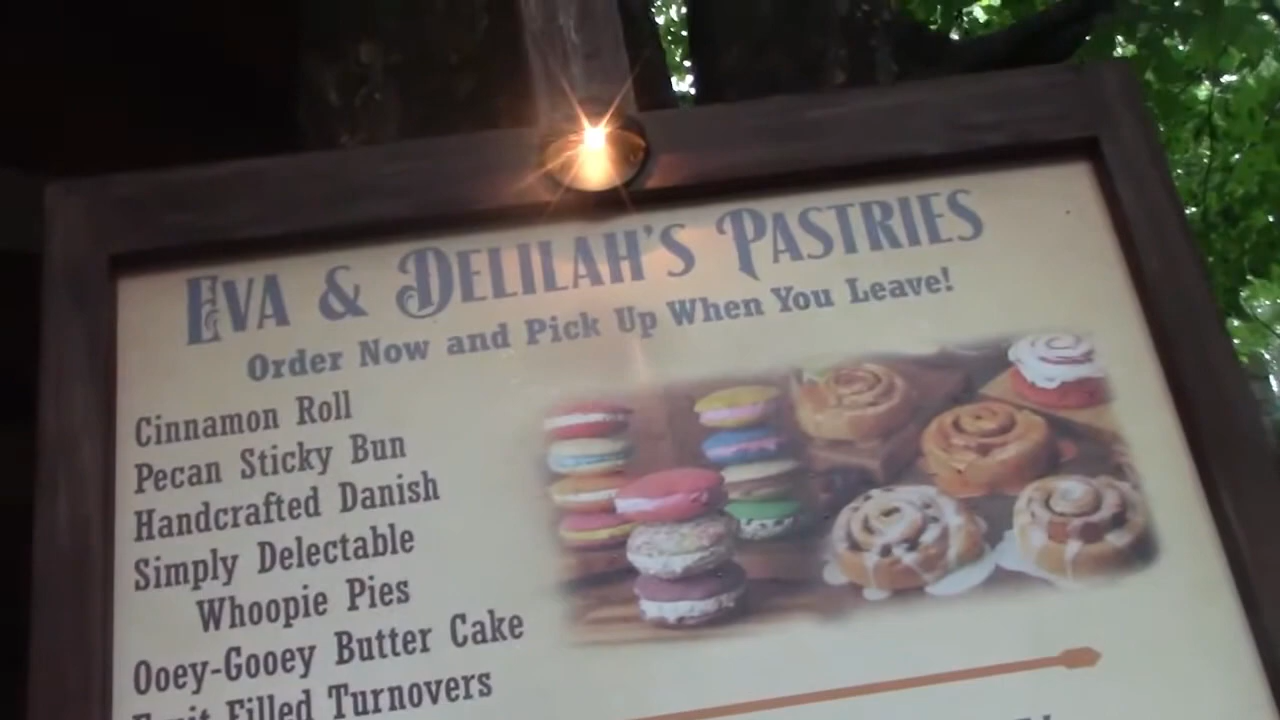 Eva & Delilah's Pastries
Order Now and Pick Up When You Leave!
Cinnamon Roll
Pecan Sticky Bun
Handcrafted Danish
Simply Delectable
Whoopie Pies
Ooey-Gooey Butter Cake
Fruit Filled Turnovers